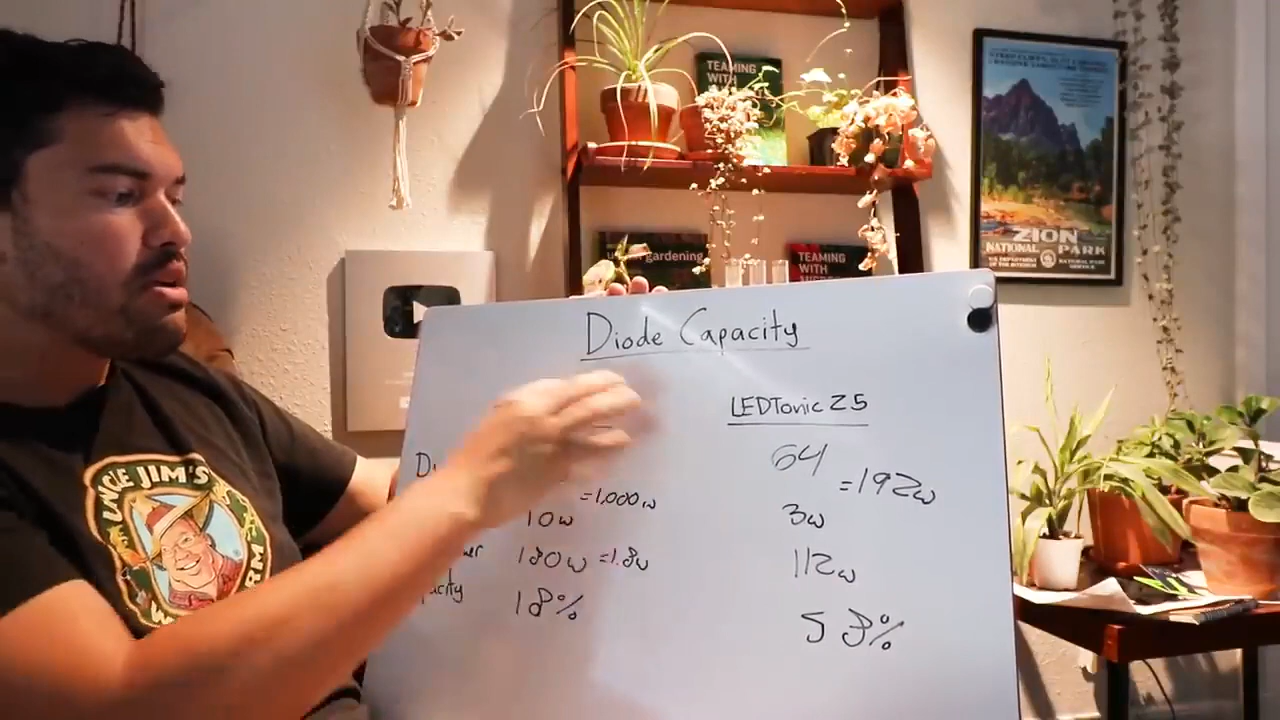 TEAMING
WITH
gardening
TEAMING
WITH
ZION
NATIONAL PARK
Diode Capacity
LEDTonic Z5
64
=192w
3w
112w
53%
=1,000w
10w
180w =1.8w
18%
UNCLE JIM'S